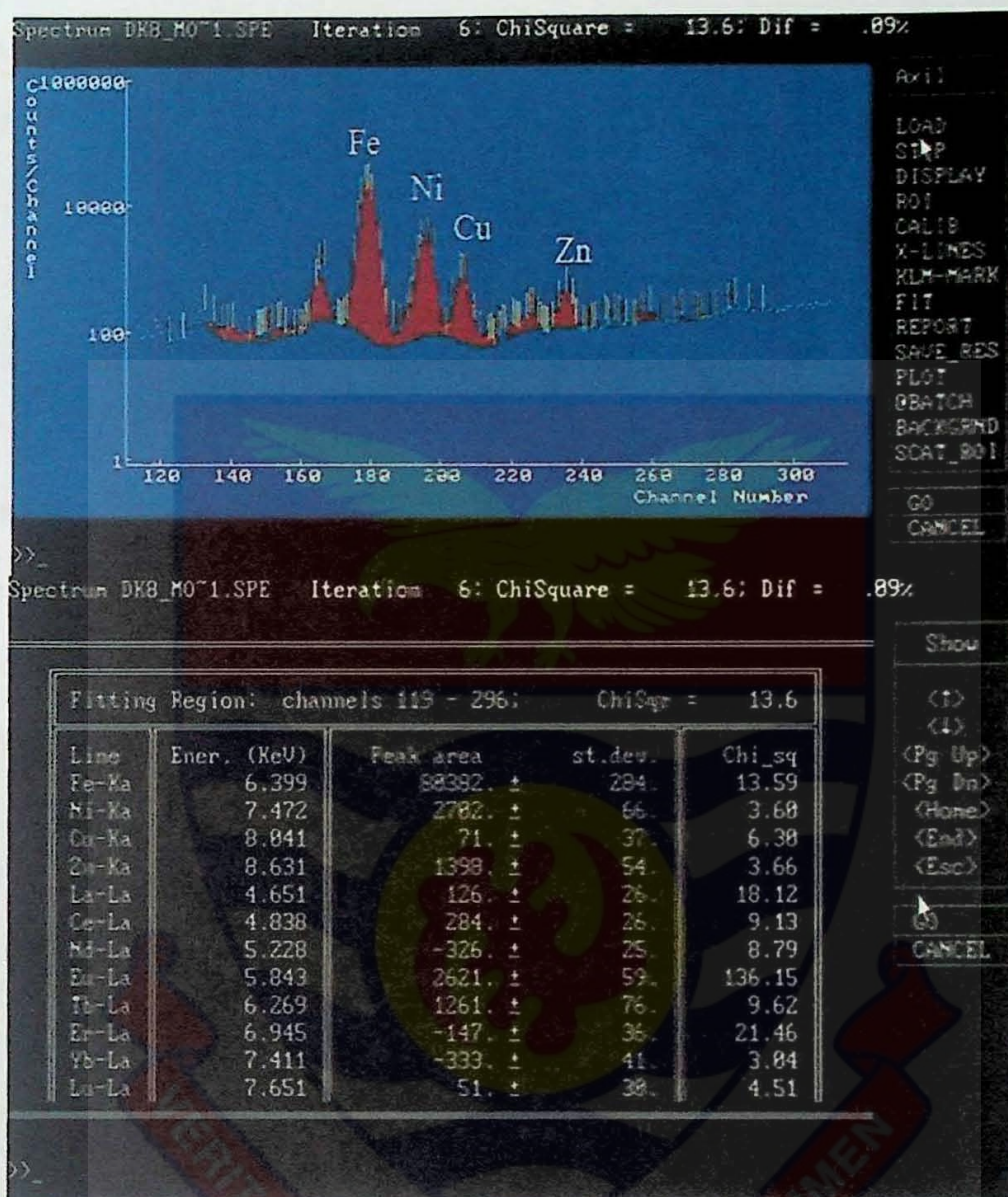 Spectrum DK8_MO~1.SPE Iteration 6: ChiSquare = 13.6; Dif = .09%
Counts/Channel
1000000
10000
100
1
Fe
Ni
Cu
Zn
120 140 160 180 200 220 240 260 280 300
Channel Number
Axil
LOAD
STRIP
DISPLAY
ROI
CALIB
X-LINES
KLM-MARK
FIT
REPORT
SAVE_RES
PLOT
@BATCH
BACKGRND
SCAT_ROI
GO
CANCEL
>>_
Spectrum DK8_MO~1.SPE Iteration 6: ChiSquare = 13.6; Dif = .09%
Fitting Region: channels 119 - 296; ChiSqr = 13.6
Line Ener. (KeV) Peak area st.dev. Chi_sq
Fe-Ka 6.399 80382 ± 284. 13.59
Ni-Ka 7.472 2702. ± 66. 3.60
Cu-Ka 8.041 71. ± 37. 6.30
Zn-Ka 8.631 1398. ± 54. 3.66
La-La 4.651 126. ± 26. 18.12
Ce-La 4.838 284. ± 26. 9.13
Nd-La 5.228 -326. ± 25. 8.79
Eu-La 5.843 2621. ± 59. 136.15
Tb-La 6.269 1261. ± 76. 9.62
Er-La 6.945 -147. ± 36. 21.46
Yb-La 7.411 -333. ± 41. 3.04
Lu-La 7.651 51. ± 30. 4.51
Show
<↑>
<↓>
<Pg Up>
<Pg Dn>
<Home>
<End>
<Esc>
GO
CANCEL
>>_